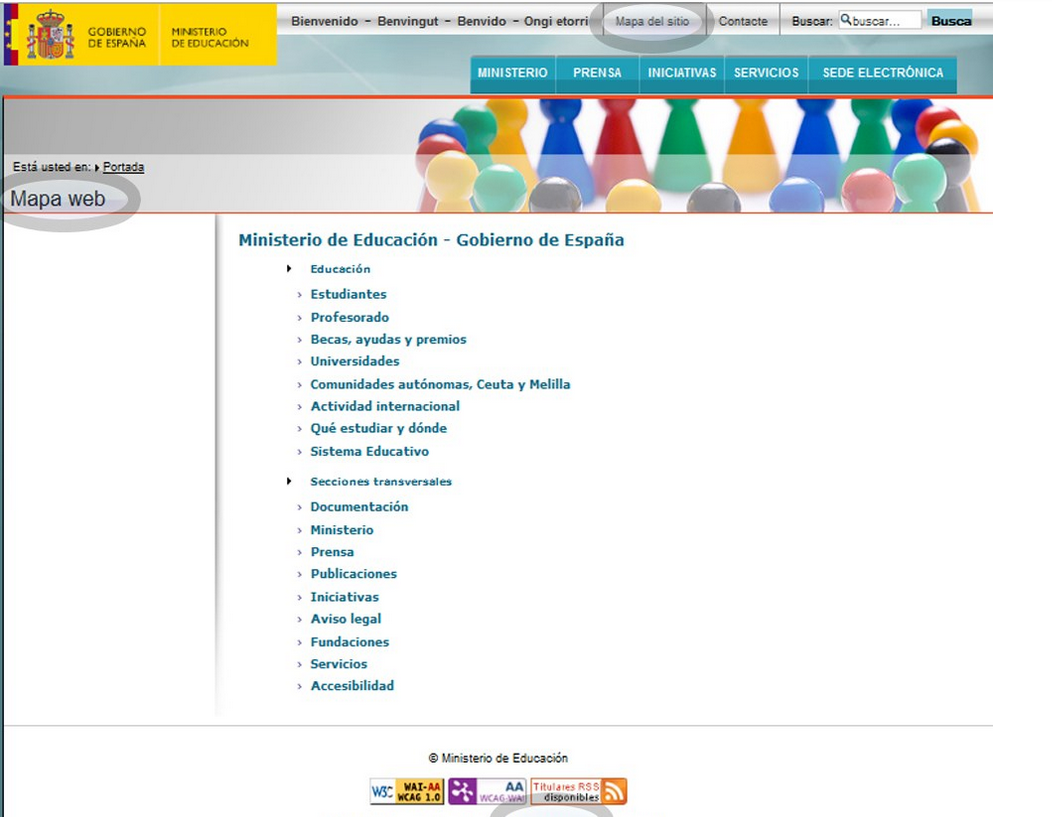 GOBIERNO DE ESPAÑA
MINISTERIO DE EDUCACIÓN
Bienvenido - Benvingut - Benvido - Ongi etorri
Mapa del sitio
Contacte
Buscar:
buscar...
Busca
MINISTERIO
PRENSA
INICIATIVAS
SERVICIOS
SEDE ELECTRÓNICA
Está usted en: Portada
Mapa web
Ministerio de Educación - Gobierno de España
Educación
Estudiantes
Profesorado
Becas, ayudas y premios
Universidades
Comunidades autónomas, Ceuta y Melilla
Actividad internacional
Qué estudiar y dónde
Sistema Educativo
Secciones transversales
Documentación
Ministerio
Prensa
Publicaciones
Iniciativas
Aviso legal
Fundaciones
Servicios
Accesibilidad
© Ministerio de Educación
W3C WAI-AA WCAG 1.0
AA WCAG-WAI
Titulares RSS disponibles